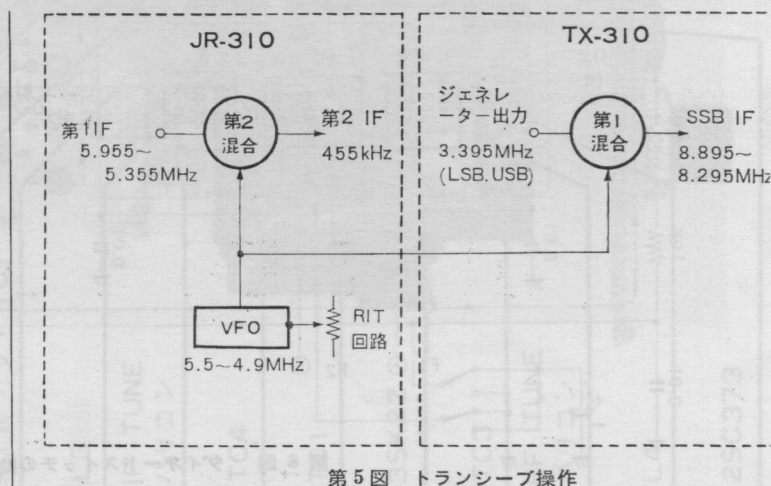 JR-310
TX-310
第1IF
5.955~
5.355MHz
第2
混合
第2 IF
455kHz
VFO
5.5~4.9MHz
RIT
回路
ジェネレ
ーター出力
3.395MHz
(LSB.USB)
第1
混合
SSB IF
8.895~
8.295MHz
第5図 トランシーブ操作